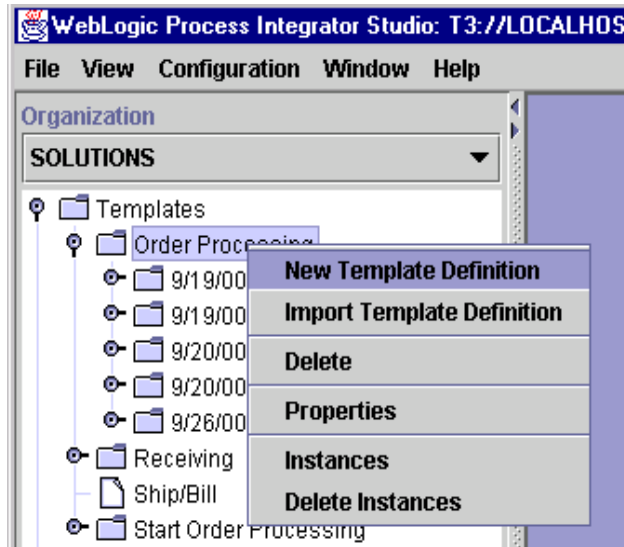 WebLogic Process Integrator Studio: T3://LOCALHOS
File View Configuration Window Help
Organization
SOLUTIONS
Templates
Order Processing
9/19/00
9/19/00
9/20/00
9/20/00
9/26/00
New Template Definition
Import Template Definition
Delete
Properties
Instances
Delete Instances
Receiving
Ship/Bill
Start Order Processing